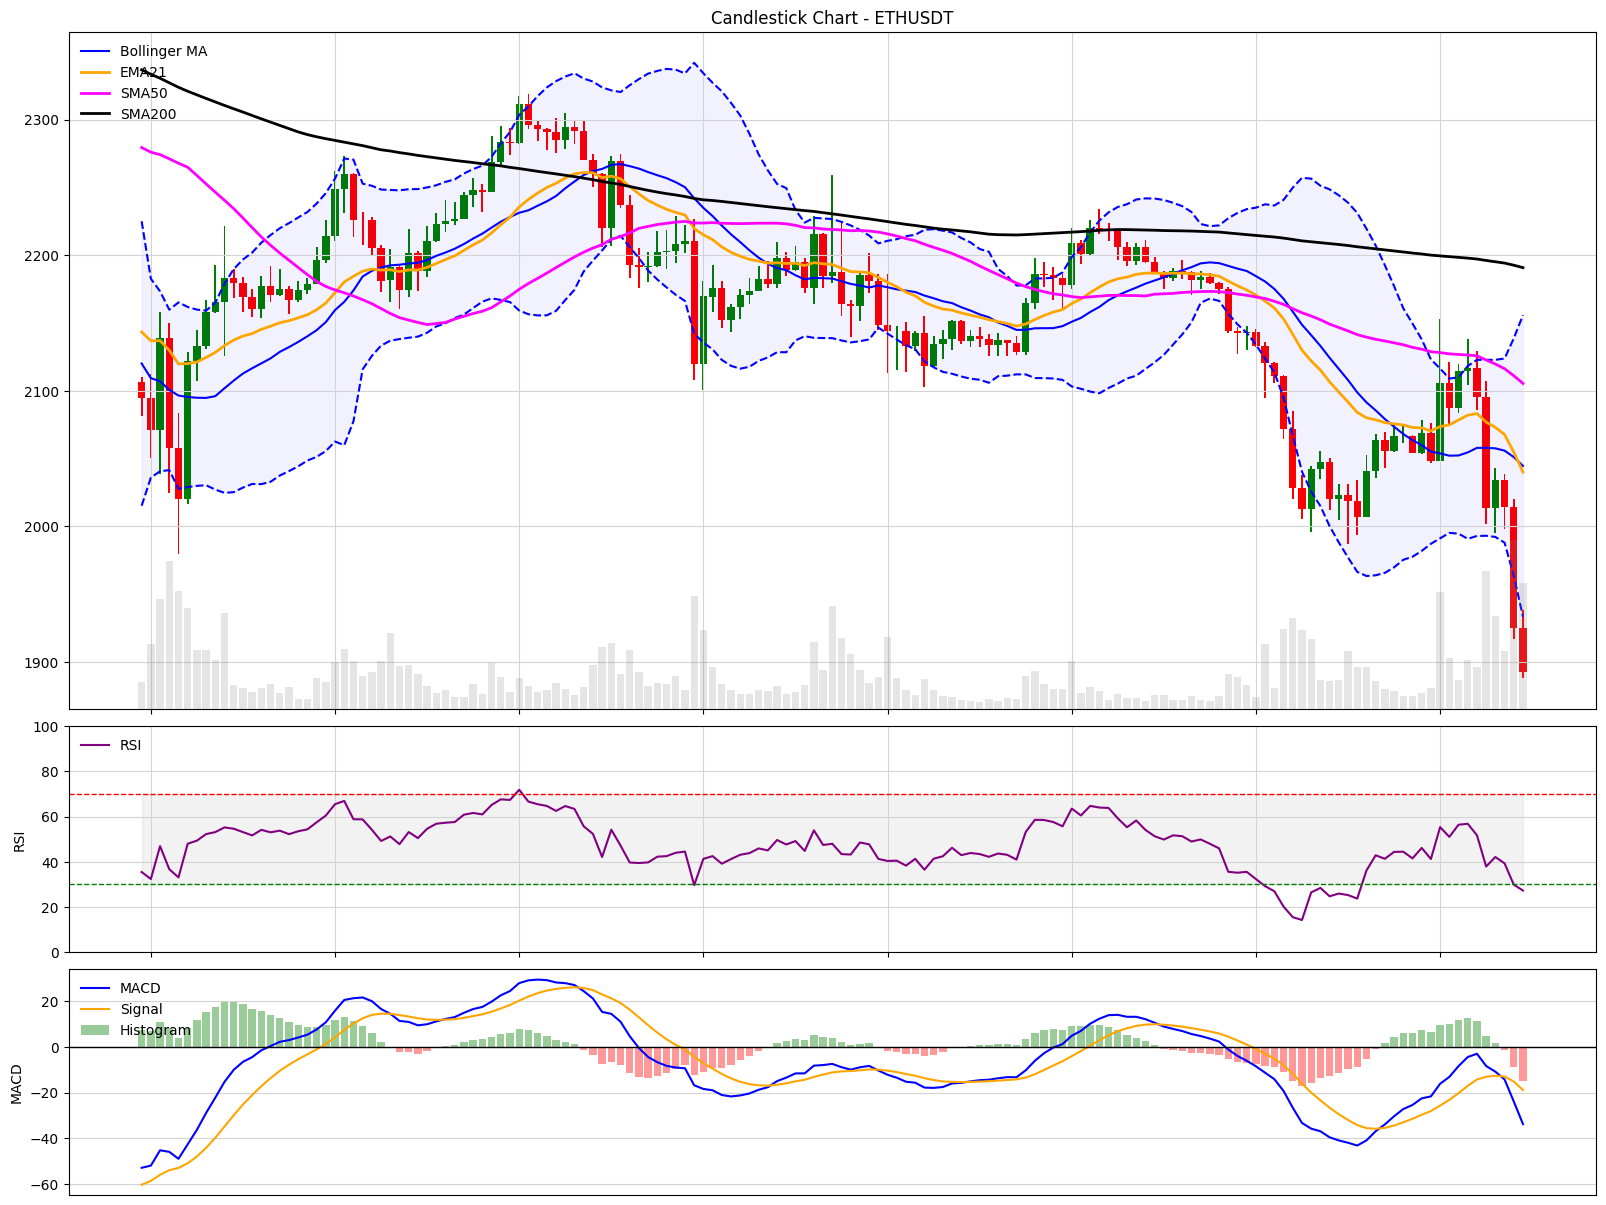 Candlestick Chart - ETHUSDT
Bollinger MA
EMA21
SMA50
SMA200
2300
2200
2100
2000
1900
RSI
100
80
60
40
20
0
RSI
MACD
Signal
Histogram
20
0
−20
−40
−60
MACD